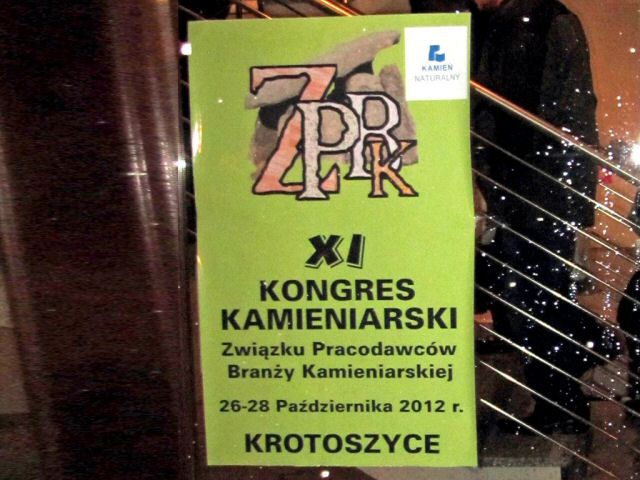 KAMIEŃ
NATURALNY
ZPBK
XI
KONGRES
KAMIENIARSKI
Związku Pracodawców
Branży Kamieniarskiej
26-28 Października 2012 r.
KROTOSZYCE